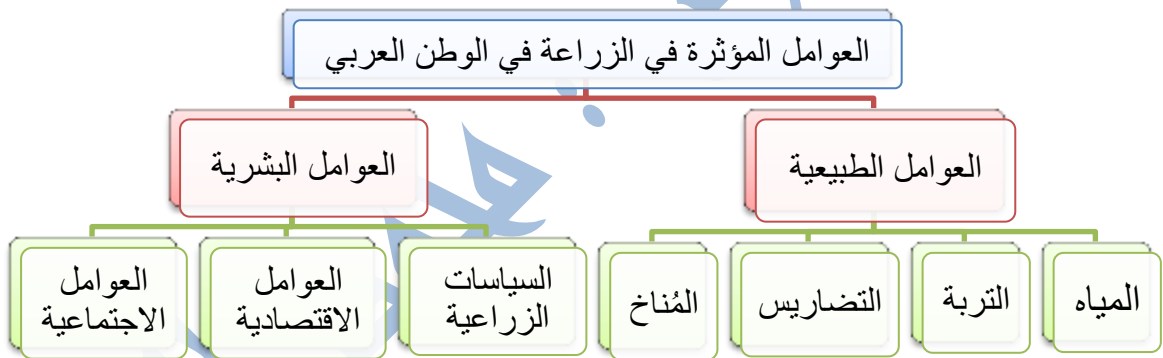 العوامل المؤثرة في الزراعة في الوطن العربي
العوامل الطبيعية
العوامل البشرية
المياه
التربة
التضاريس
المُناخ
السياسات
الزراعية
العوامل
الاقتصادية
العوامل
الاجتماعية